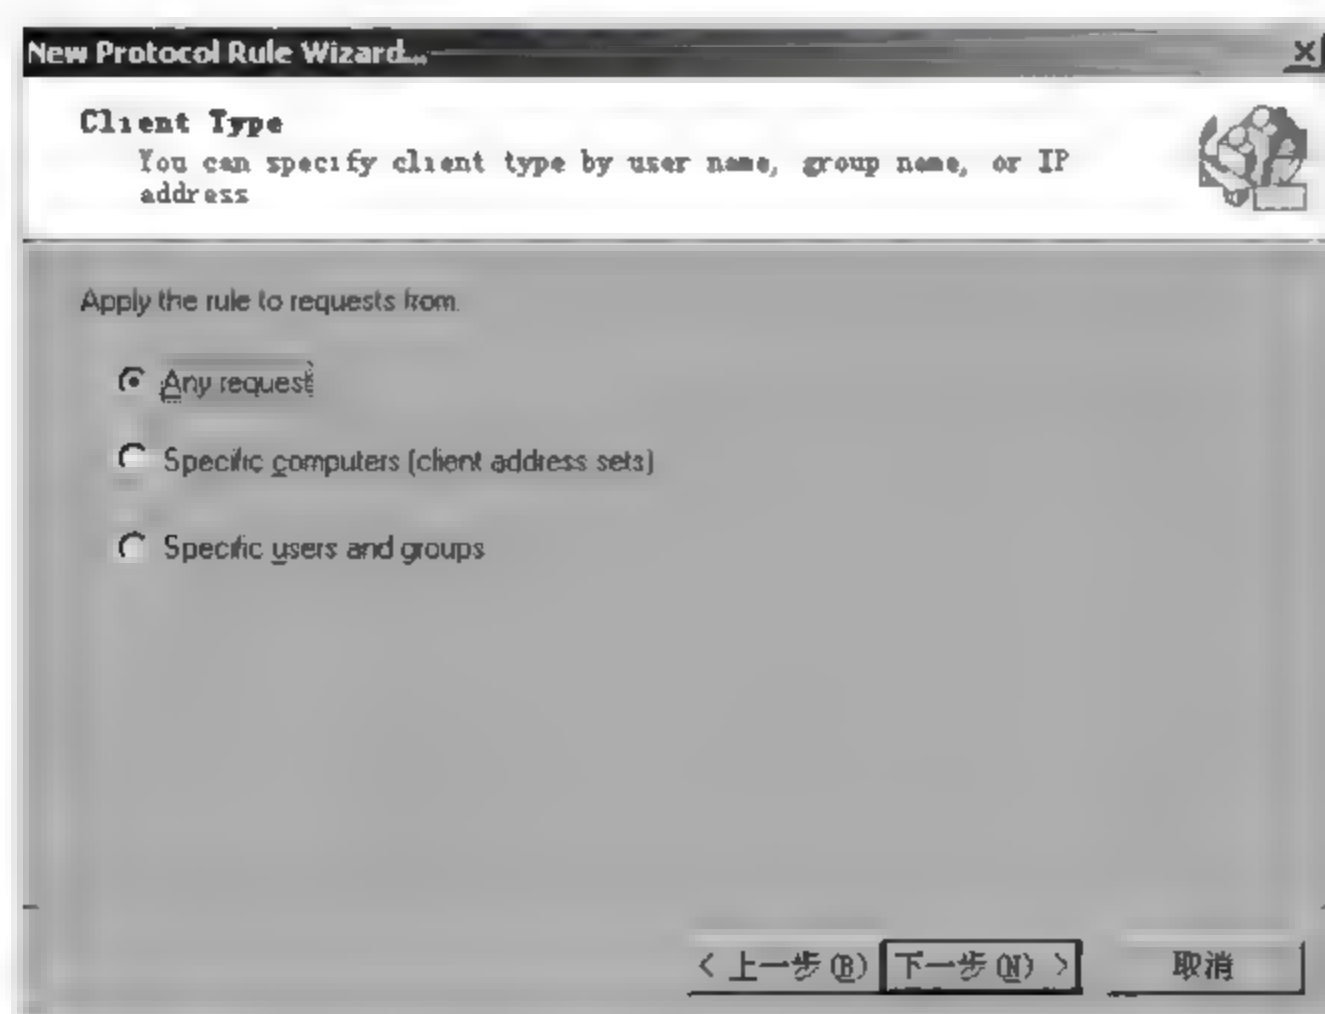 New Protocol Rule Wizard...
Client Type
You can specify client type by user name, group name, or IP
address
Apply the rule to requests from:
Any request
Specific computers (client address sets)
Specific users and groups
< 上一步(B) 下一步(N) > 取消